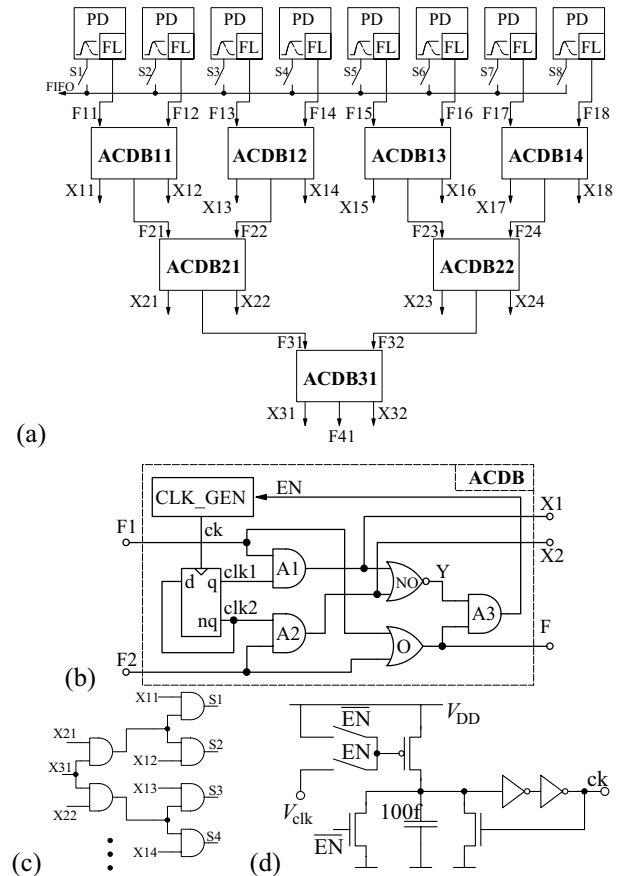 PD PD PD PD PD PD PD PD
FL FL FL FL FL FL FL FL
S1 S2 S3 S4 S5 S6 S7 S8
FIFO
F11 F12 F13 F14 F15 F16 F17 F18
ACDB11 ACDB12 ACDB13 ACDB14
X11 X12 X13 X14 X15 X16 X17 X18
F21 F22 F23 F24
ACDB21 ACDB22
X21 X22 X23 X24
F31 F32
ACDB31
X31 X32
F41
(a)
ACDB
CLK_GEN EN X1
F1 ck X2
d q clk1 A1 NO Y
nq clk2 A2 O A3 F
F2
(b)
X11 S1
X21 X12 S2
X31 X13 S3
X22 X14 S4
(c)
E̅N̅ VDD
EN
Vclk 100f ck
E̅N̅
(d)